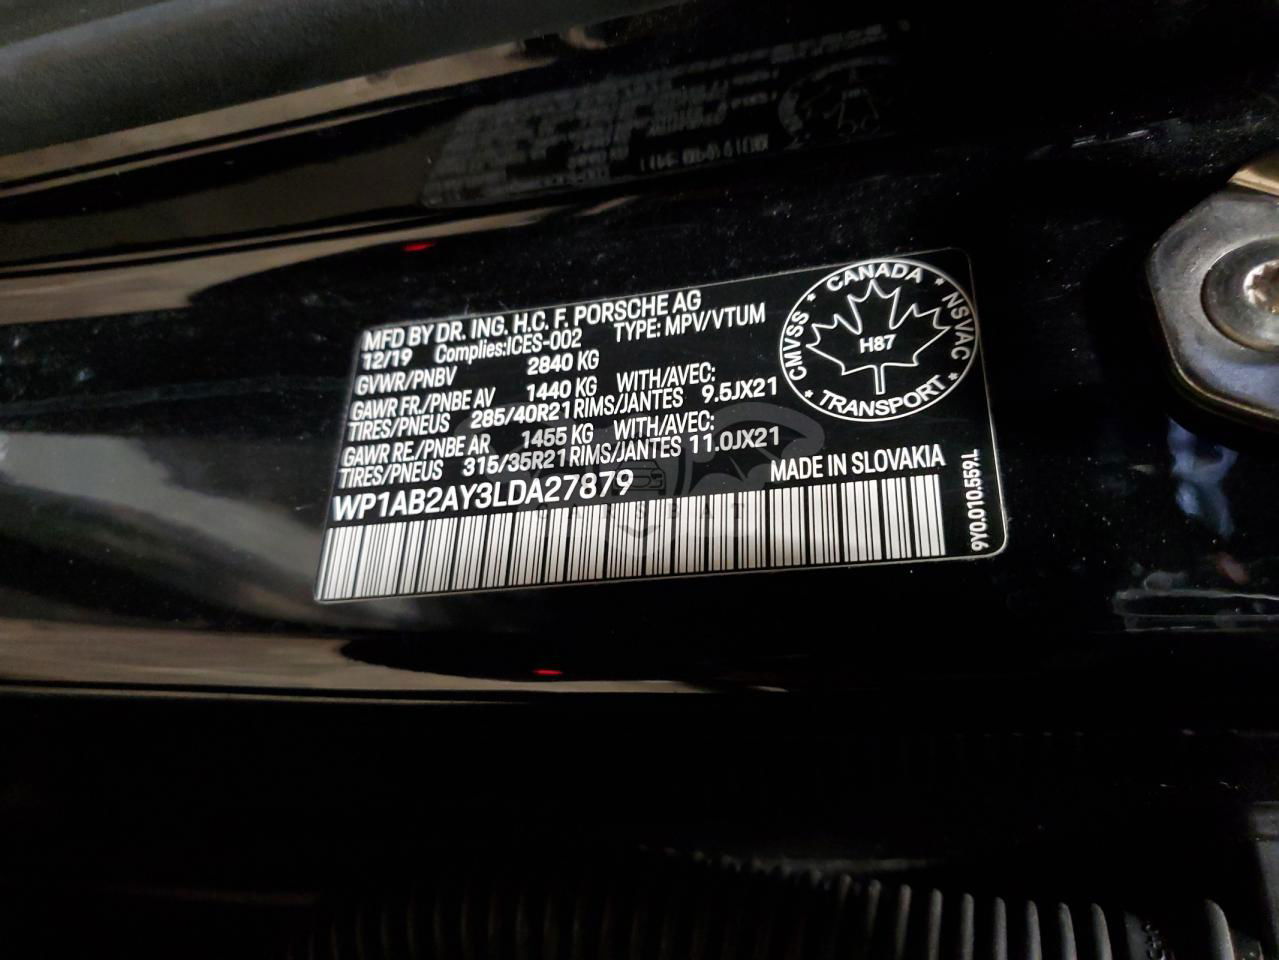 MFD BY DR. ING. H.C. F. PORSCHE AG
12/19 Complies:ICES-002 TYPE: MPV/VTUM
GVWR/PNBV 2840 KG
GAWR FR./PNBE AV 1440 KG WITH/AVEC:
TIRES/PNEUS 285/40R21 RIMS/JANTES 9.5JX21
GAWR RE./PNBE AR 1455 KG WITH/AVEC:
TIRES/PNEUS 315/35R21 RIMS/JANTES 11.0JX21
WP1AB2AY3LDA27879 MADE IN SLOVAKIA
CANADA
CMVSS * NSVAC
H87
TRANSPORT
9Y0.010.559.L